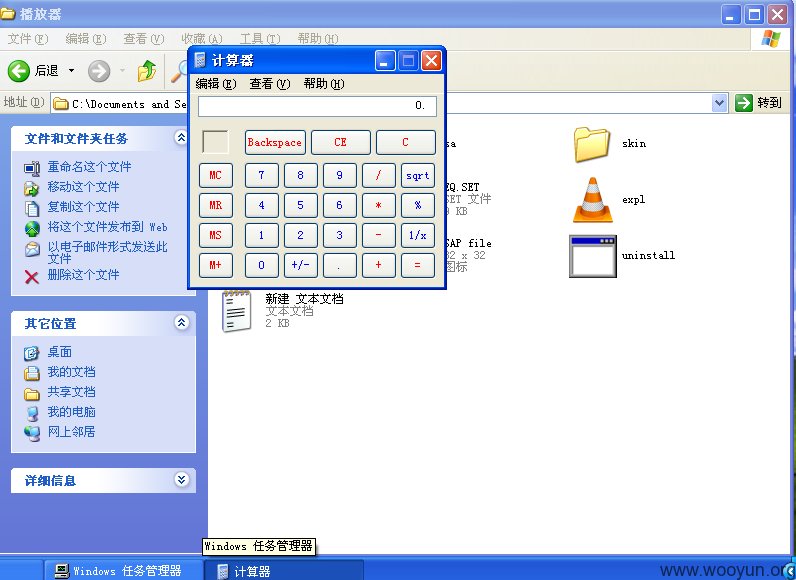 播放器
文件(F) 编辑(E) 查看(V) 收藏(A) 工具(T) 帮助(H)
后退
地址(D) C:\Documents and Se 转到
计算器
编辑(E) 查看(V) 帮助(H)
0.
Backspace CE C
MC 7 8 9 / sqrt
MR 4 5 6 * %
MS 1 2 3 - 1/x
M+ 0 +/- . + =
文件和文件夹任务
重命名这个文件
移动这个文件
复制这个文件
将这个文件发布到 Web
以电子邮件形式发送此
文件
删除这个文件
其它位置
桌面
我的文档
共享文档
我的电脑
网上邻居
详细信息
sa
skin
EQ.SET
SET 文件
KB
expl
SAP file
32 x 32
图标
uninstall
新建 文本文档
文本文档
2 KB
Windows 任务管理器
Windows 任务管理器
计算器
www.wooyun.or